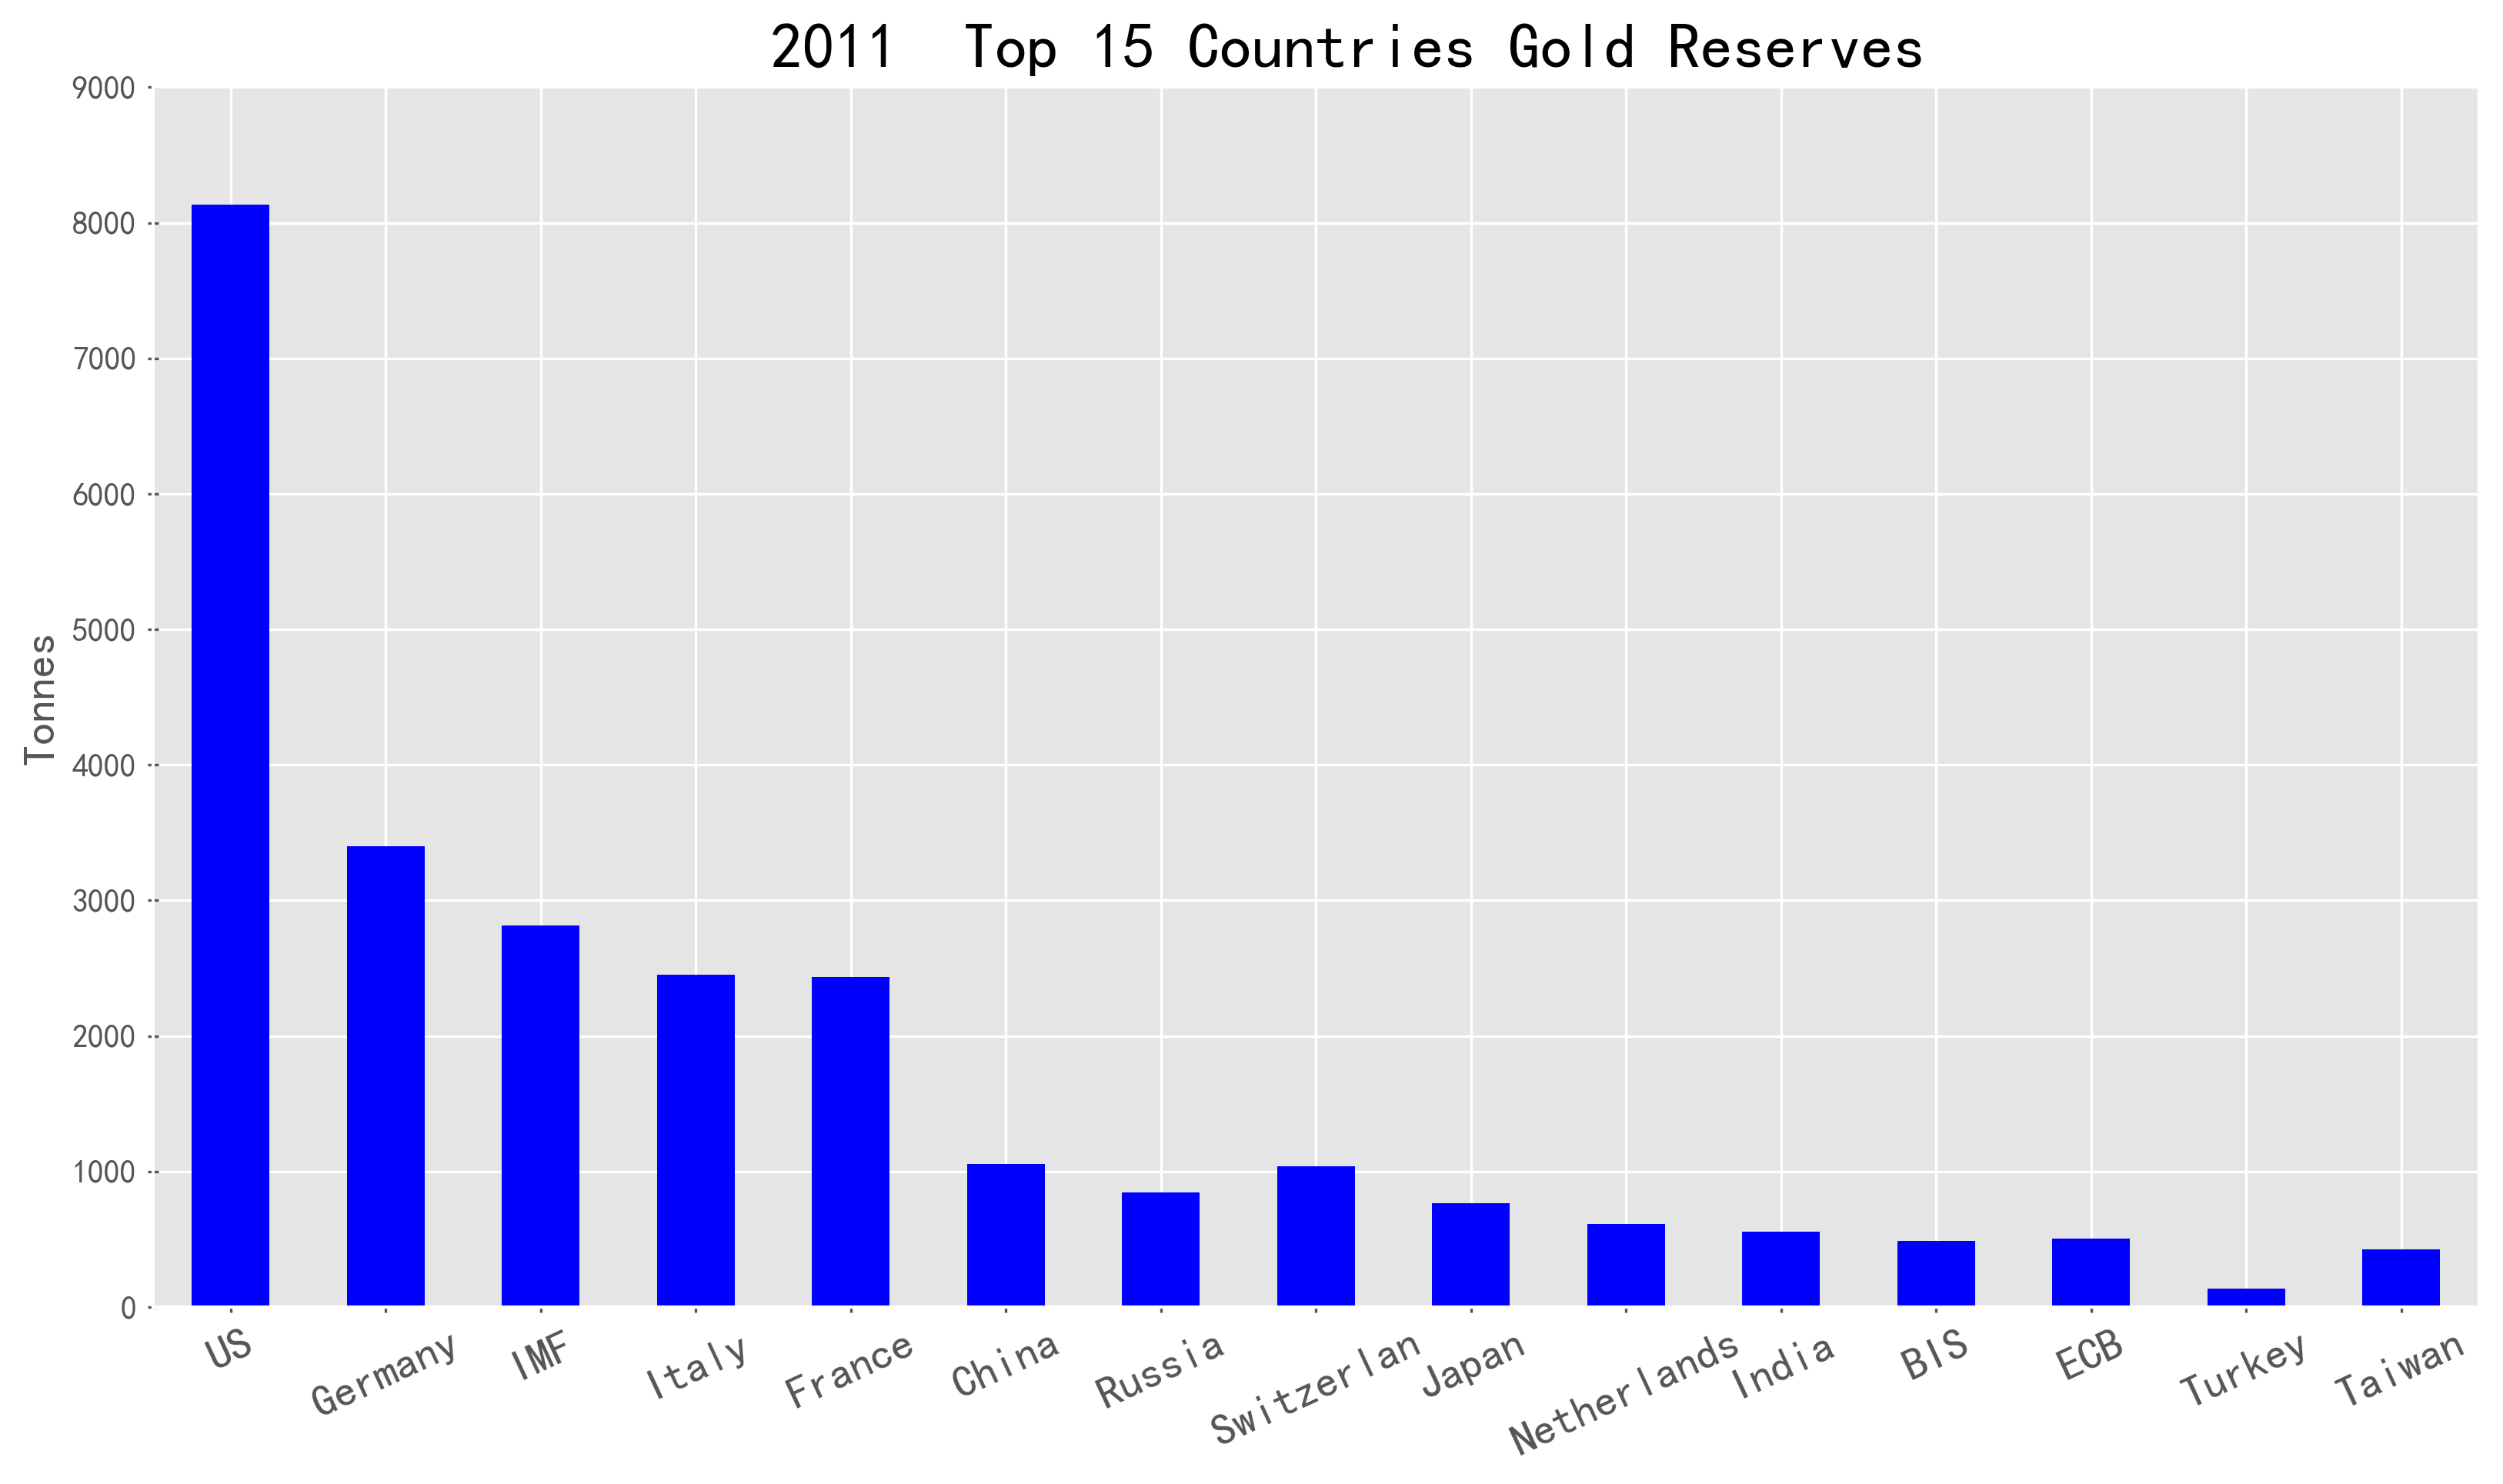 2011  Top 15 Countries Gold Reserves
Tonnes
9000
8000
7000
6000
5000
4000
3000
2000
1000
0
US
Germany
IMF
Italy
France
China
Russia
Switzerlan
Japan
Netherlands
India
BIS
ECB
Turkey
Taiwan